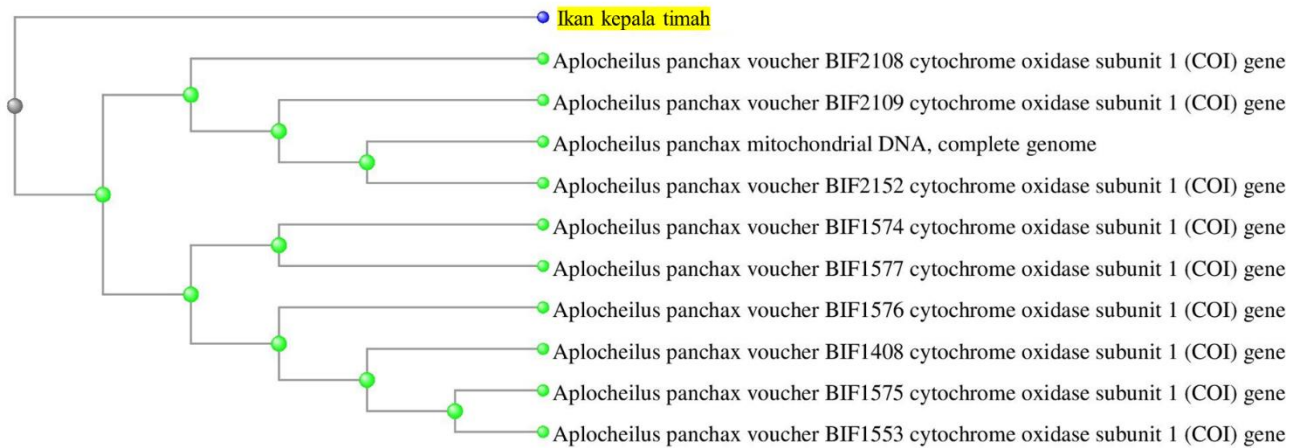 Ikan kepala timah
Aplocheilus panchax voucher BIF2108 cytochrome oxidase subunit 1 (COI) gene
Aplocheilus panchax voucher BIF2109 cytochrome oxidase subunit 1 (COI) gene
Aplocheilus panchax mitochondrial DNA, complete genome
Aplocheilus panchax voucher BIF2152 cytochrome oxidase subunit 1 (COI) gene
Aplocheilus panchax voucher BIF1574 cytochrome oxidase subunit 1 (COI) gene
Aplocheilus panchax voucher BIF1577 cytochrome oxidase subunit 1 (COI) gene
Aplocheilus panchax voucher BIF1576 cytochrome oxidase subunit 1 (COI) gene
Aplocheilus panchax voucher BIF1408 cytochrome oxidase subunit 1 (COI) gene
Aplocheilus panchax voucher BIF1575 cytochrome oxidase subunit 1 (COI) gene
Aplocheilus panchax voucher BIF1553 cytochrome oxidase subunit 1 (COI) gene